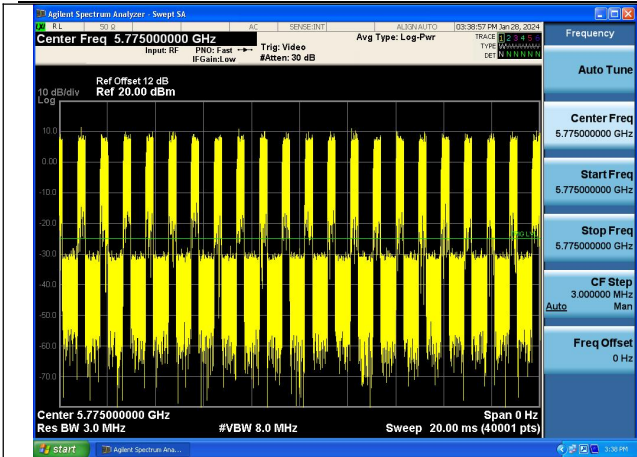 Agilent Spectrum Analyzer - Swept SA
RL 50 Ω AC SENSE:INT ALIGN AUTO 03:38:57 PM Jan 28, 2024
Center Freq 5.775000000 GHz
Input: RF PNO: Fast Trig: Video Avg Type: Log-Pwr TRACE 1 2 3 4 5 6
IFGain:Low #Atten: 30 dB TYPE
DET N N N N N N
Frequency
Auto Tune
Ref Offset 12 dB
10 dB/div Ref 20.00 dBm
Log
10.0
0.00
-10.0
-20.0
-30.0
-40.0
-50.0
-60.0
-70.0
Center Freq
5.775000000 GHz
Start Freq
5.775000000 GHz
Stop Freq
5.775000000 GHz
CF Step
3.000000 MHz
Auto Man
Freq Offset
0 Hz
Center 5.775000000 GHz Span 0 Hz
Res BW 3.0 MHz #VBW 8.0 MHz Sweep 20.00 ms (40001 pts)
start Agilent Spectrum Ana... 3:38 PM